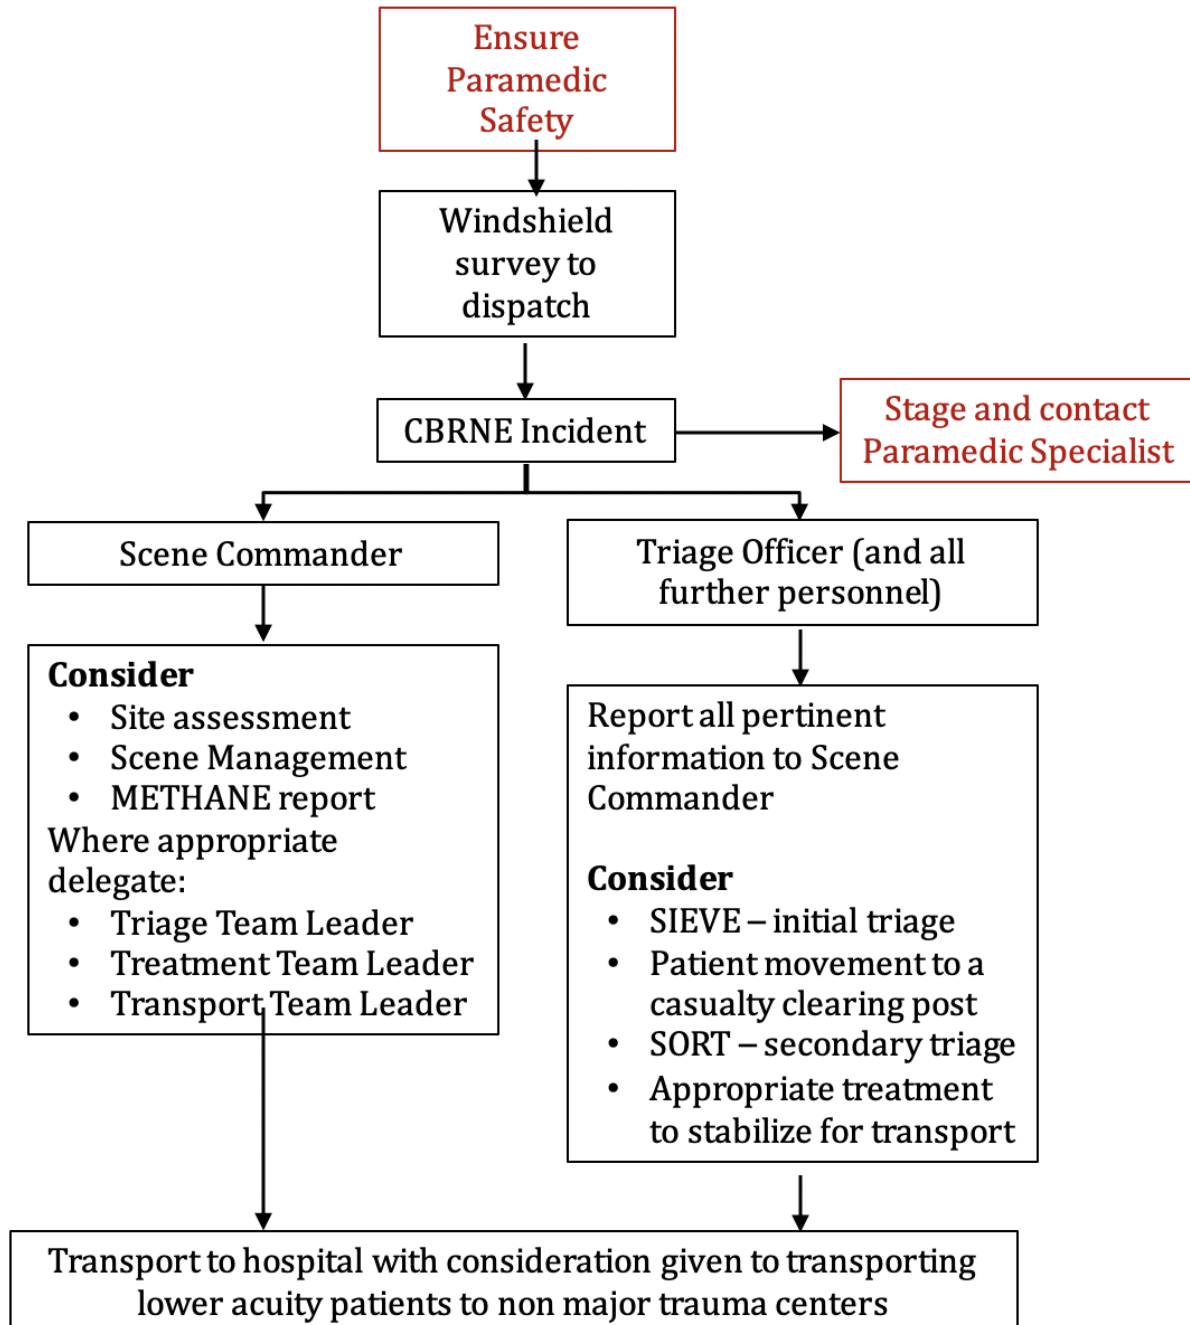 Ensure
Paramedic
Safety
Windshield
survey to
dispatch
CBRNE Incident
Stage and contact
Paramedic Specialist
Scene Commander
Triage Officer (and all
further personnel)
Consider
• Site assessment
• Scene Management
• METHANE report
Where appropriate
delegate:
• Triage Team Leader
• Treatment Team Leader
• Transport Team Leader
Report all pertinent
information to Scene
Commander
Consider
• SIEVE – initial triage
• Patient movement to a
casualty clearing post
• SORT – secondary triage
• Appropriate treatment
to stabilize for transport
Transport to hospital with consideration given to transporting
lower acuity patients to non major trauma centers